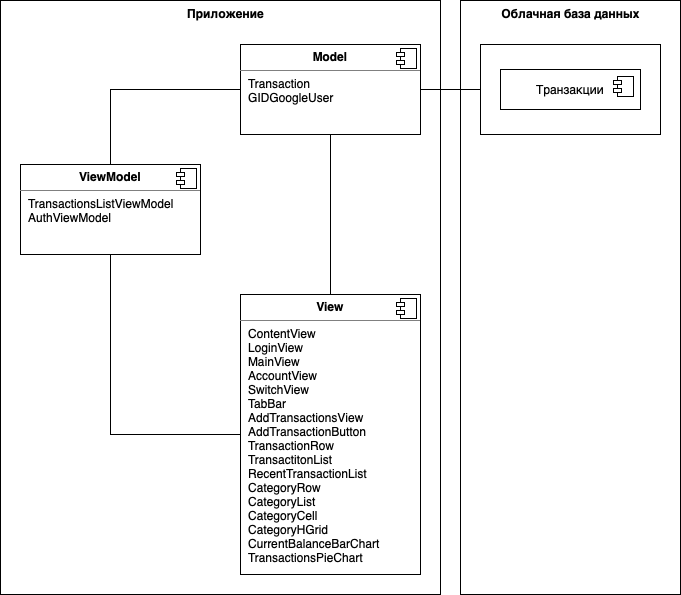 Приложение
Облачная база данных
Model
Transaction
GIDGoogleUser
Транзакции
ViewModel
TransactionsListViewModel
AuthViewModel
View
ContentView
LoginView
MainView
AccountView
SwitchView
TabBar
AddTransactionsView
AddTransactionButton
TransactionRow
TransactitonList
RecentTransactionList
CategoryRow
CategoryList
CategoryCell
CategoryHGrid
CurrentBalanceBarChart
TransactionsPieChart